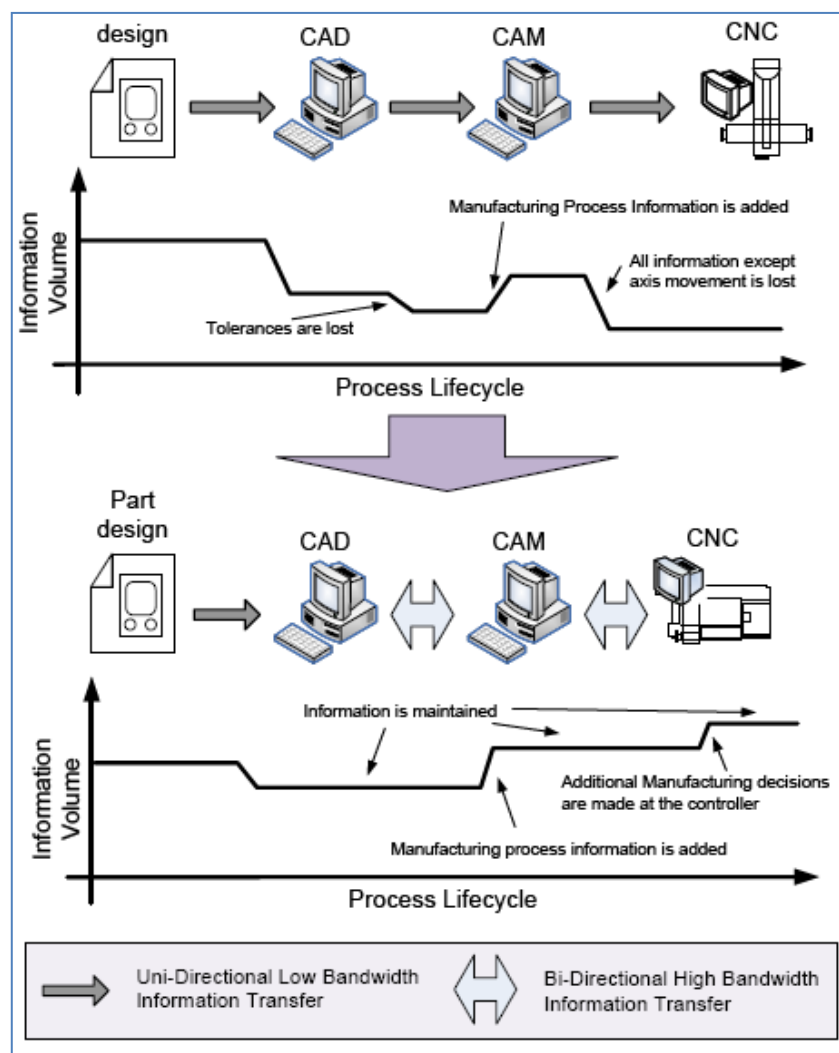 design
CAD
CAM
CNC
Information
Volume
Manufacturing Process Information is added
All information except
axis movement is lost
Tolerances are lost
Process Lifecycle
Part
design
CAD
CAM
CNC
Information
Volume
Information is maintained
Additional Manufacturing decisions
are made at the controller
Manufacturing process information is added
Process Lifecycle
Uni-Directional Low Bandwidth
Information Transfer
Bi-Directional High Bandwidth
Information Transfer